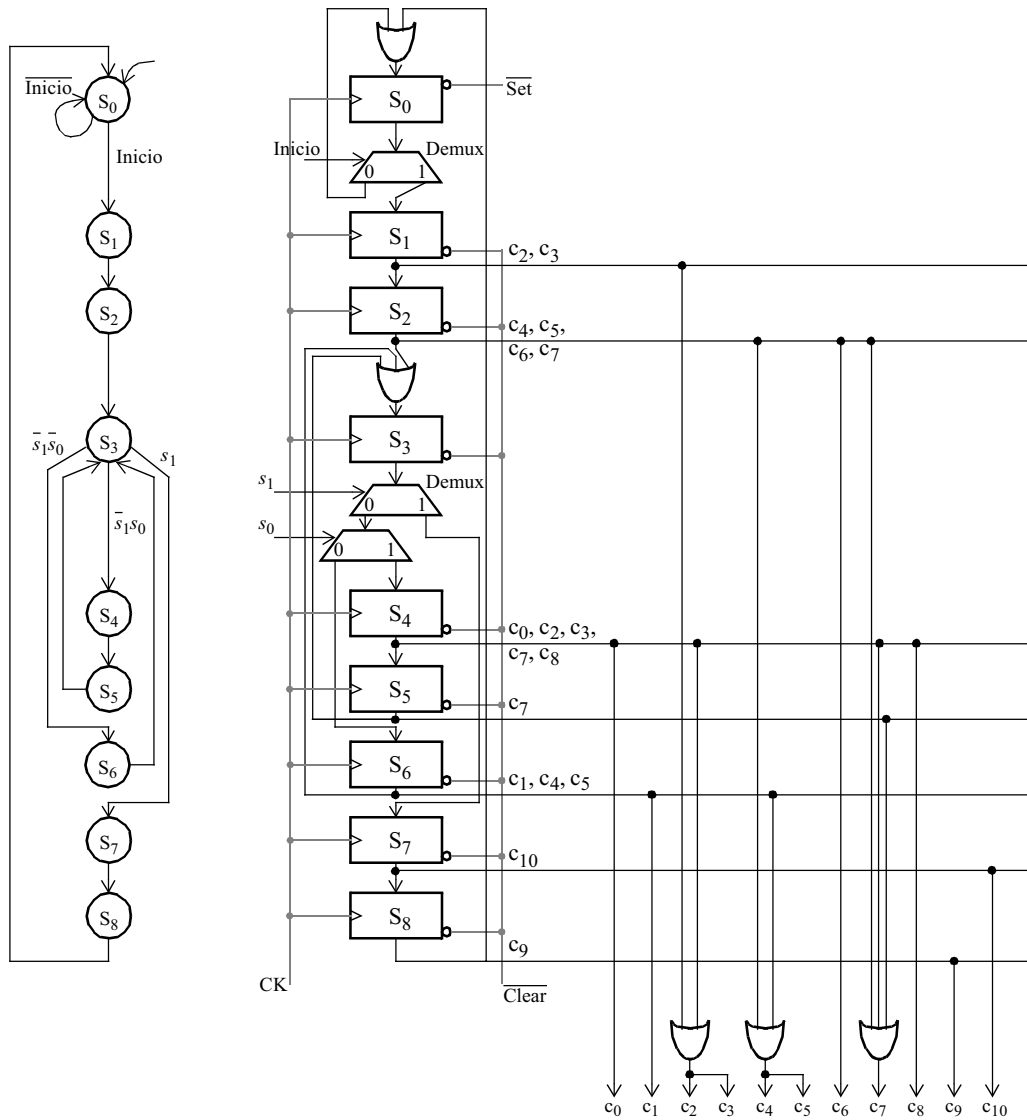 Inicio
S0
Inicio
S1
S2
S3
s1 s0
s1
s1s0
S4
S5
S6
S7
S8
S0
Set
Inicio
Demux
0 1
S1
c2, c3
S2
c4, c5,
c6, c7
S3
s1
Demux
0 1
s0
0 1
S4
c0, c2, c3,
c7, c8
S5
c7
S6
c1, c4, c5
S7
c10
S8
c9
CK
Clear
c0 c1 c2 c3 c4 c5 c6 c7 c8 c9 c10